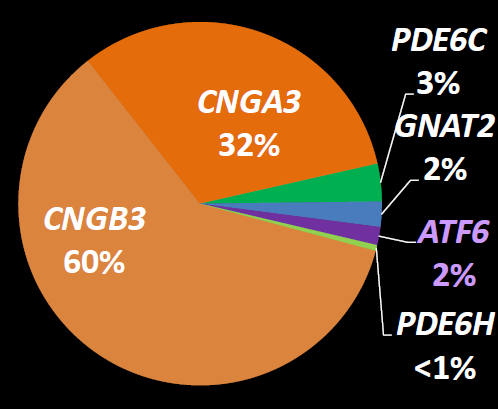 PDE6C
3%
CNGA3
32%
GNAT2
2%
CNGB3
60%
ATF6
2%
PDE6H
<1%